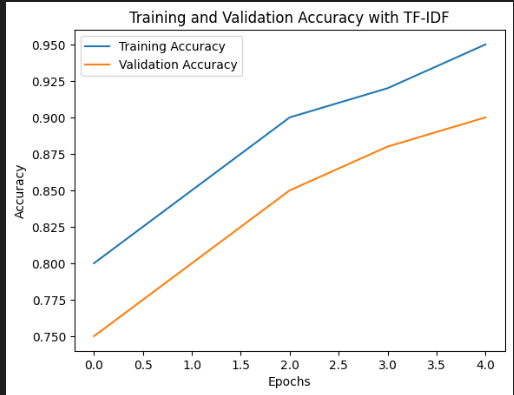 Training and Validation Accuracy with TF-IDF
Training Accuracy
Validation Accuracy
0.950
0.925
0.900
0.875
0.850
0.825
0.800
0.775
0.750
Accuracy
0.0 0.5 1.0 1.5 2.0 2.5 3.0 3.5 4.0
Epochs